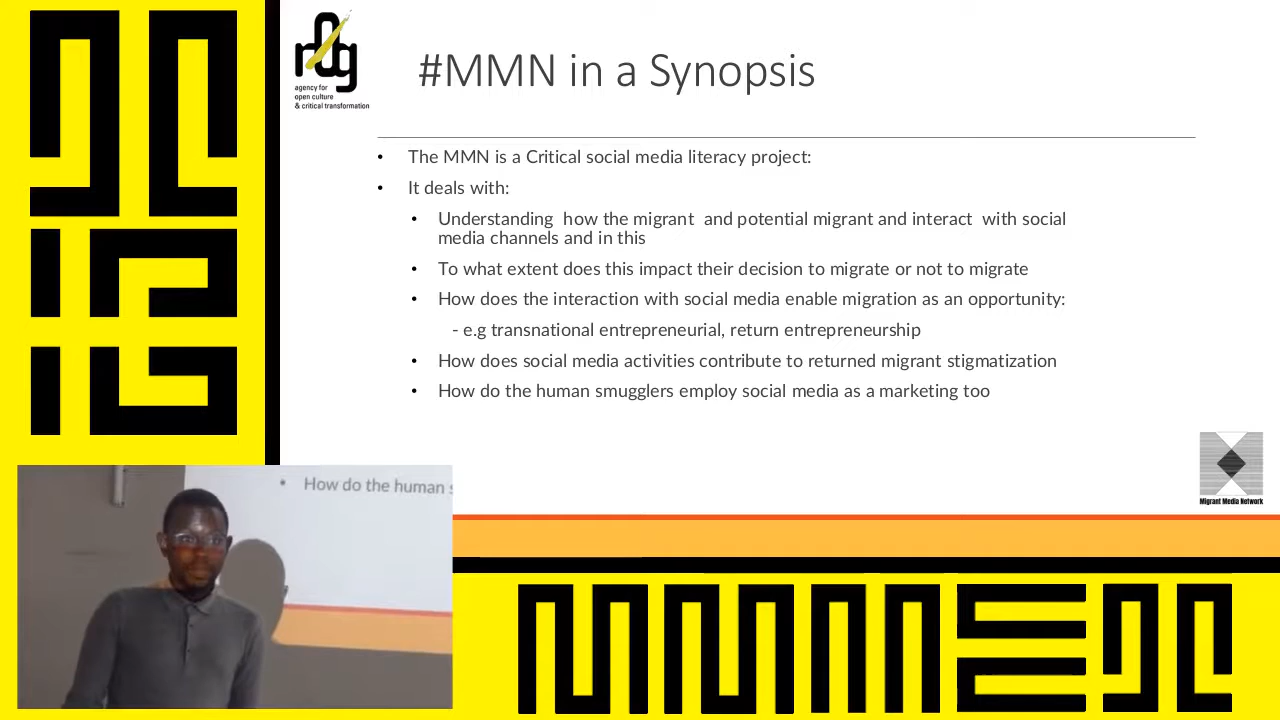 agency for
open culture
& critical transformation
#MMN in a Synopsis
• The MMN is a Critical social media literacy project:
• It deals with:
• Understanding how the migrant and potential migrant and interact with social
media channels and in this
• To what extent does this impact their decision to migrate or not to migrate
• How does the interaction with social media enable migration as an opportunity:
- e.g transnational entrepreneurial, return entrepreneurship
• How does social media activities contribute to returned migrant stigmatization
• How do the human smugglers employ social media as a marketing too
Migrant Media Network
• How do the human